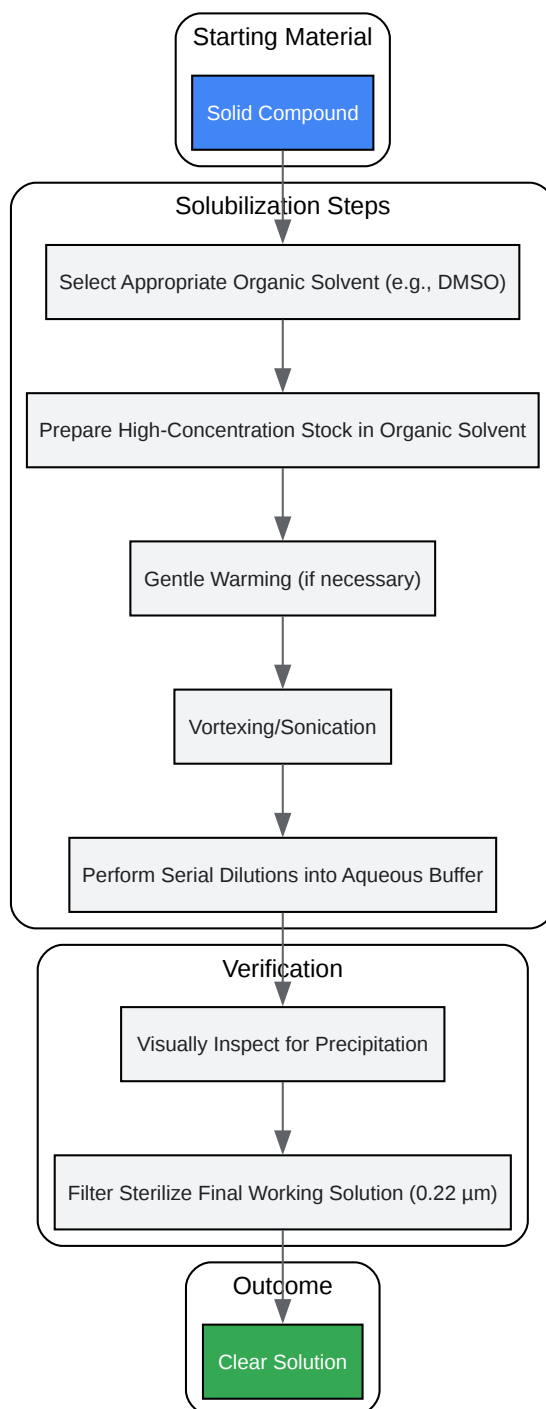 Starting Material
Solid Compound
Solubilization Steps
Select Appropriate Organic Solvent (e.g., DMSO)
Prepare High-Concentration Stock in Organic Solvent
Gentle Warming (if necessary)
Vortexing/Sonication
Perform Serial Dilutions into Aqueous Buffer
Verification
Visually Inspect for Precipitation
Filter Sterilize Final Working Solution (0.22 µm)
Outcome
Clear Solution